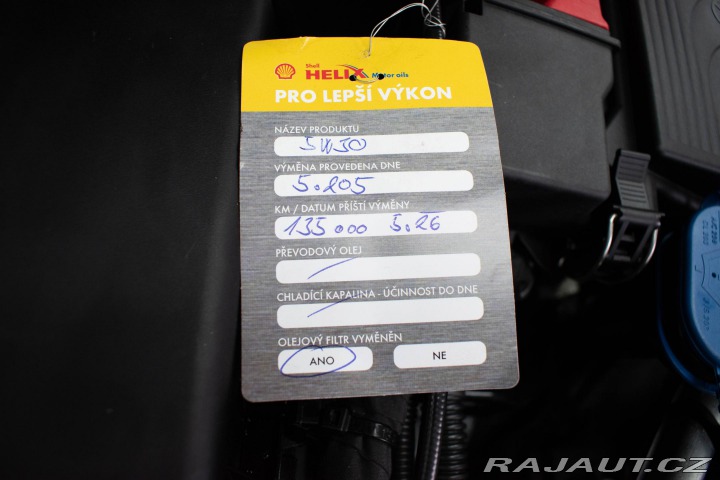 Shell
HELIX Motor oils
PRO LEPŠÍ VÝKON
NÁZEV PRODUKTU
5W30
VÝMĚNA PROVEDENA DNE
5.205
KM / DATUM PŘÍŠTÍ VÝMĚNY
135.000 5.26
PŘEVODOVÝ OLEJ
CHLADÍCÍ KAPALINA - ÚČINNOST DO DNE
OLEJOVÝ FILTR VYMĚNĚN
ANO NE
RAJAUT.CZ